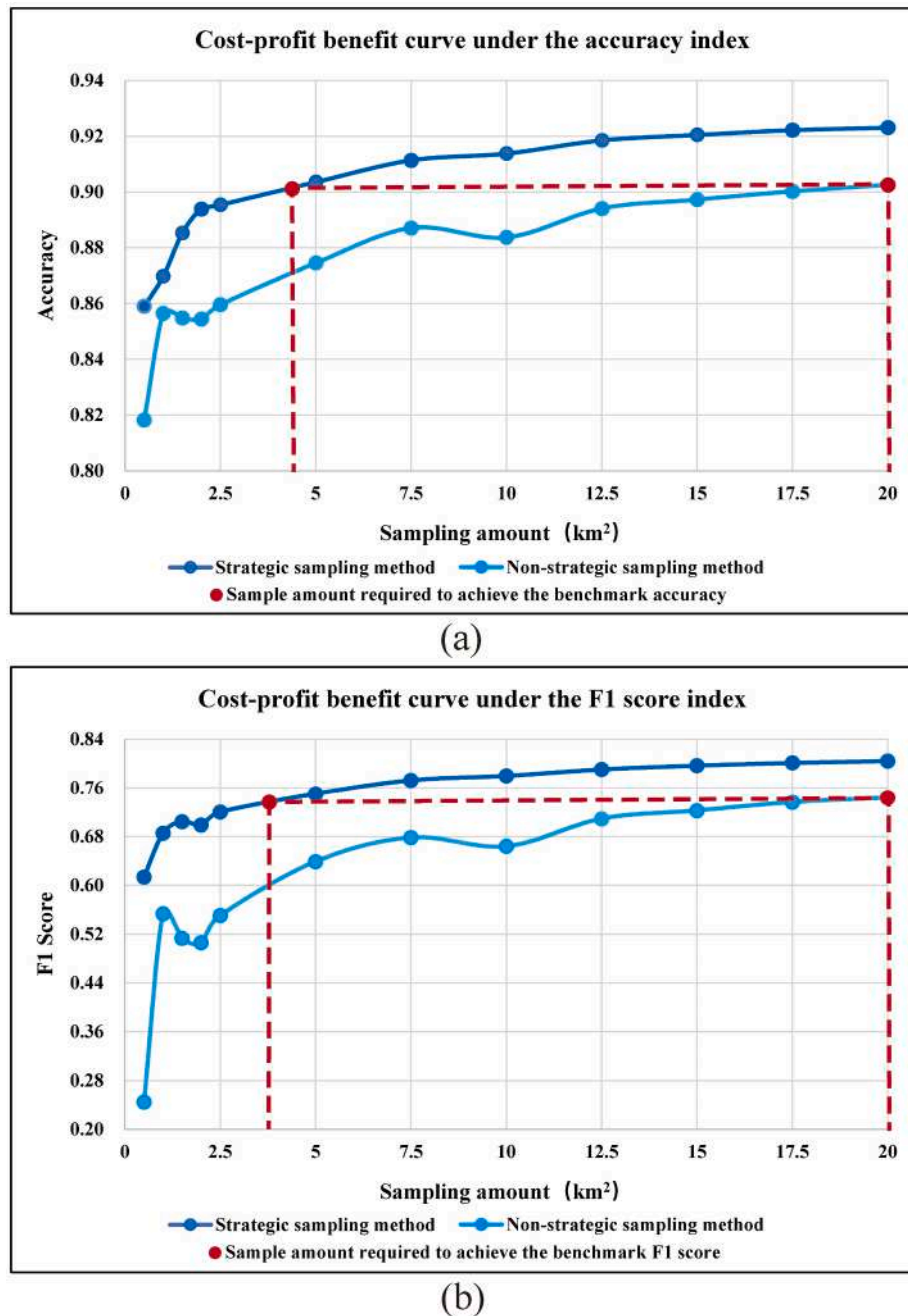 Cost-profit benefit curve under the accuracy index
0.94
0.92
0.90
0.88
0.86
0.84
0.82
0.80
Accuracy
0 2.5 5 7.5 10 12.5 15 17.5 20
Sampling amount (km²)
Strategic sampling method Non-strategic sampling method
Sample amount required to achieve the benchmark accuracy
(a)
Cost-profit benefit curve under the F1 score index
0.84
0.76
0.68
0.60
0.52
0.44
0.36
0.28
0.20
F1 Score
0 2.5 5 7.5 10 12.5 15 17.5 20
Sampling amount (km²)
Strategic sampling method Non-strategic sampling method
Sample amount required to achieve the benchmark F1 score
(b)